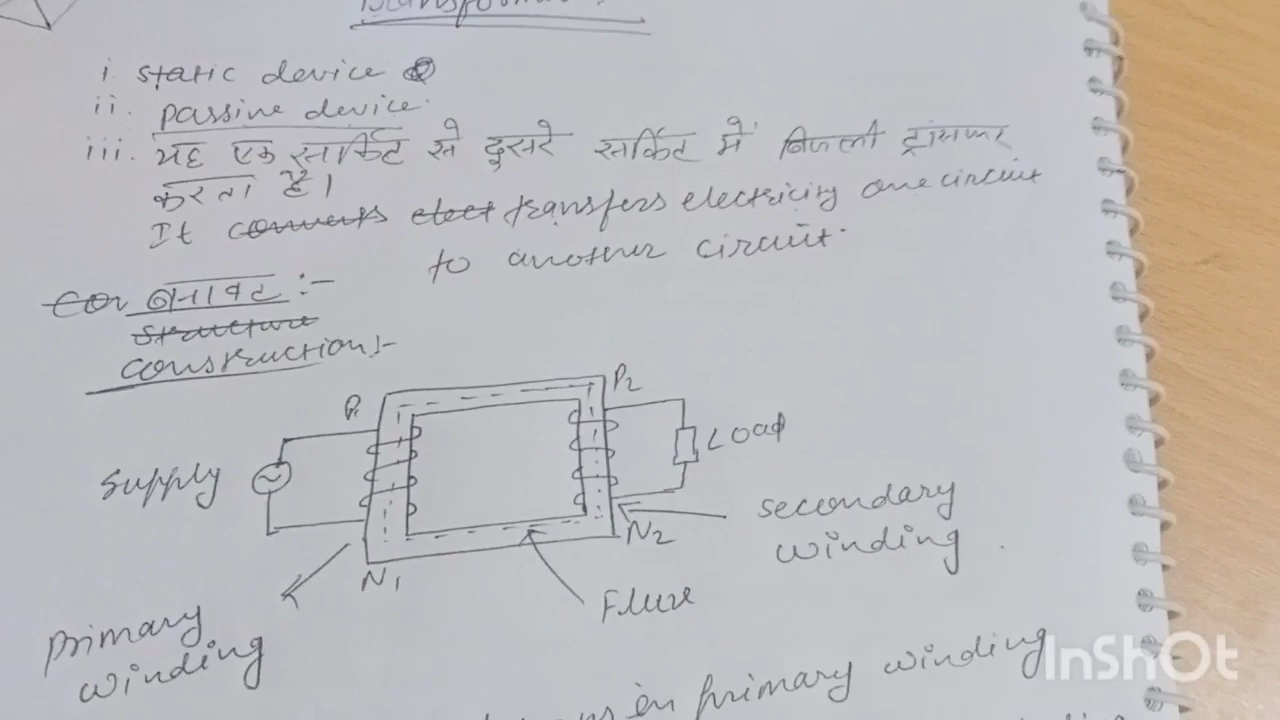 Transformer :
i. static device
ii. passive device.
iii. यह एक सर्किट से दुसरे सर्किट में बिजली ट्रांसफर
करता है।
It converts elect transfers electricity one circuit
to another circuit.
Cor बनावट :-
structure
construction:-
P1
P2
Supply
Load
secondary
winding
N2
N1
Flux
primary
winding
in primary winding
InShOt